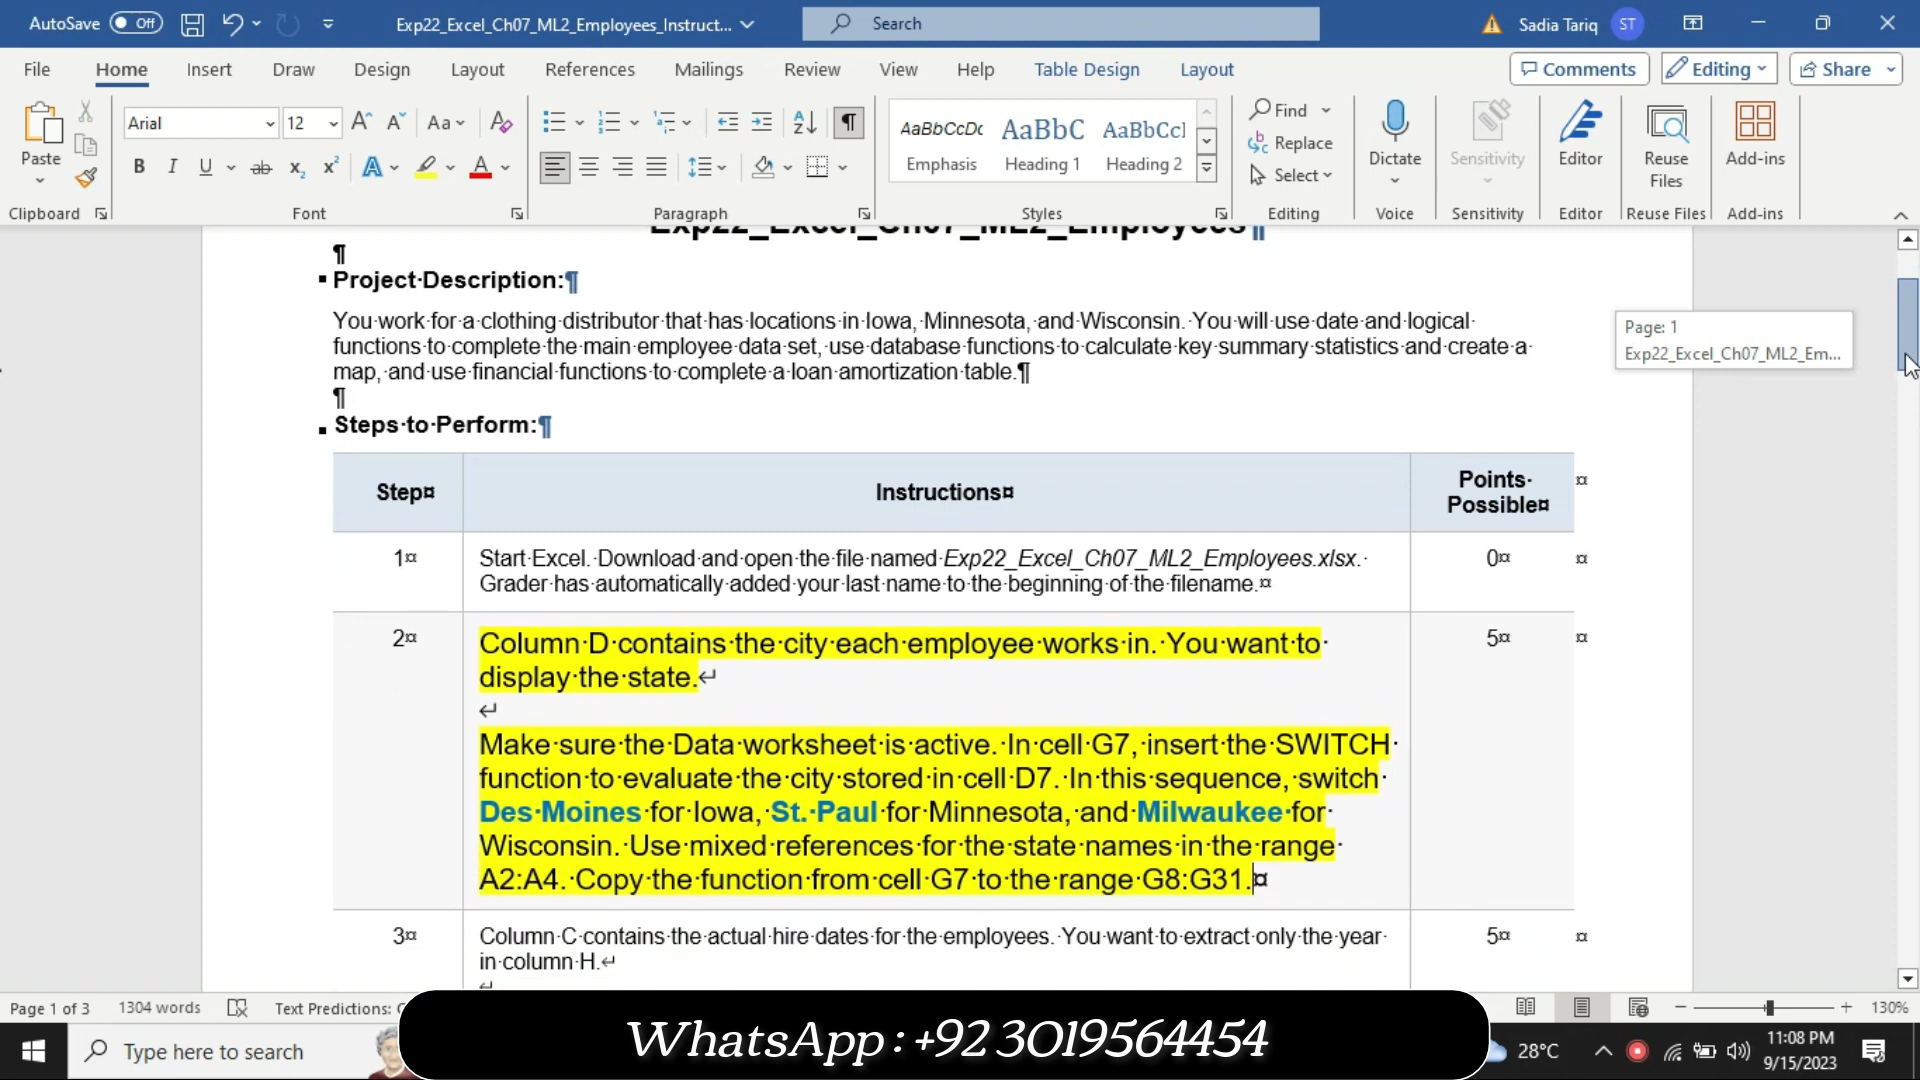 AutoSave Off Exp22_Excel_Ch07_ML2_Employees_Instruct... Search Sadia Tariq ST
File Home Insert Draw Design Layout References Mailings Review View Help Table Design Layout Comments Editing Share
Paste
Clipboard
Arial 12
Font
Paragraph
AaBbCcDc AaBbC AaBbCcl
Emphasis Heading 1 Heading 2
Styles
Find
Replace
Select
Editing
Dictate
Voice
Sensitivity
Sensitivity
Editor
Editor
Reuse
Files
Reuse Files
Add-ins
Add-ins
Exp22_Excel_Ch07_ML2_Employees¶
¶
Project·Description:¶
You·work·for·a·clothing·distributor·that·has·locations·in·Iowa,·Minnesota,·and·Wisconsin.··You·will·use·date·and·logical·
functions·to·complete·the·main·employee·data·set,·use·database·functions·to·calculate·key·summary·statistics·and·create·a·
map,·and·use·financial·functions·to·complete·a·loan·amortization·table.¶
¶
Steps·to·Perform:¶
Page: 1
Exp22_Excel_Ch07_ML2_Em...
Step¤ Instructions¤ Points·
Possible¤ ¤
1¤ Start·Excel.··Download·and·open·the·file·named·Exp22_Excel_Ch07_ML2_Employees.xlsx.· 0¤ ¤
Grader·has·automatically·added·your·last·name·to·the·beginning·of·the·filename.¤
2¤ Column·D·contains·the·city·each·employee·works·in.··You·want·to· 5¤ ¤
display·the·state.↵
↵
Make·sure·the·Data·worksheet·is·active.··In·cell·G7,·insert·the·SWITCH·
function·to·evaluate·the·city·stored·in·cell·D7.··In·this·sequence,·switch·
Des·Moines·for·Iowa,·St.·Paul·for·Minnesota,·and·Milwaukee·for·
Wisconsin.··Use·mixed·references·for·the·state·names·in·the·range·
A2:A4.··Copy·the·function·from·cell·G7·to·the·range·G8:G31.¤
3¤ Column·C·contains·the·actual·hire·dates·for·the·employees.··You·want·to·extract·only·the·year· 5¤ ¤
in·column·H.↵
↵
Page 1 of 3 1304 words Text Predictions: 130%
WhatsApp : +92 3019564454
Type here to search 28°C 11:08 PM
9/15/2023